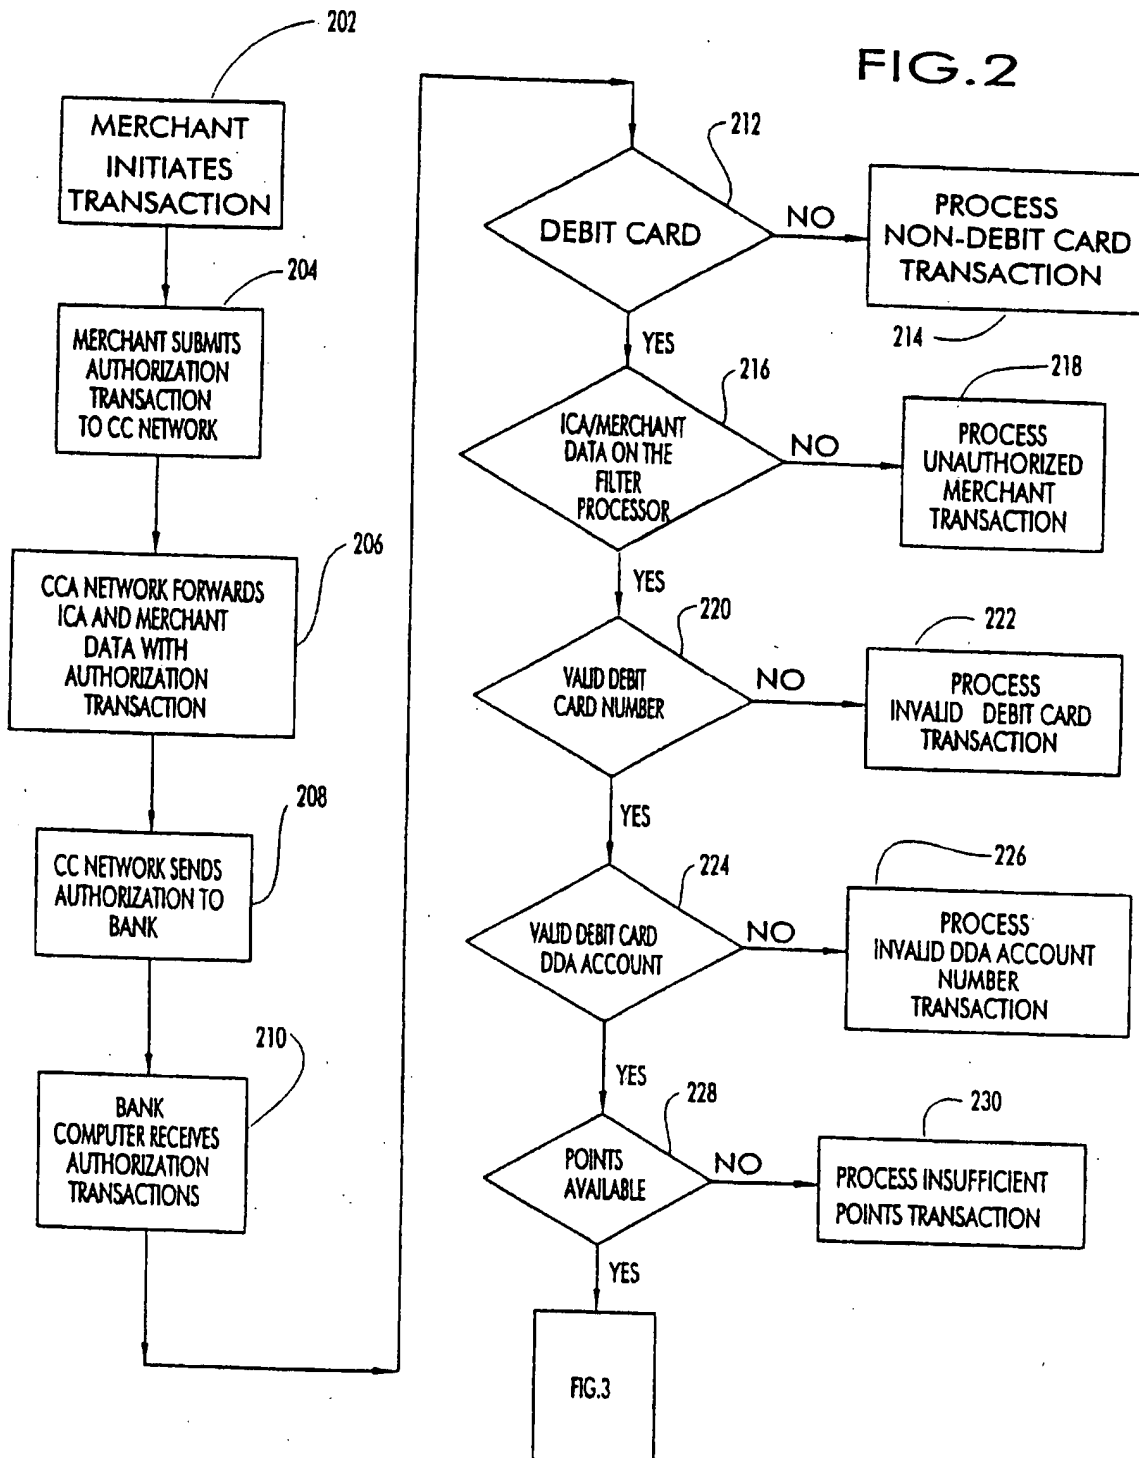 FIG.2
202
MERCHANT
INITIATES
TRANSACTION
204
MERCHANT SUBMITS
AUTHORIZATION
TRANSACTION
TO CC NETWORK
206
CCA NETWORK FORWARDS
ICA AND MERCHANT
DATA WITH
AUTHORIZATION
TRANSACTION
208
CC NETWORK SENDS
AUTHORIZATION TO
BANK
210
BANK
COMPUTER RECEIVES
AUTHORIZATION
TRANSACTIONS
212
DEBIT CARD
NO
PROCESS
NON-DEBIT CARD
TRANSACTION
214
YES
216
ICA/MERCHANT
DATA ON THE
FILTER
PROCESSOR
NO
218
PROCESS
UNAUTHORIZED
MERCHANT
TRANSACTION
YES
220
VALID DEBIT
CARD NUMBER
NO
222
PROCESS
INVALID DEBIT CARD
TRANSACTION
YES
224
VALID DEBIT CARD
DDA ACCOUNT
NO
226
PROCESS
INVALID DDA ACCOUNT
NUMBER
TRANSACTION
YES
228
POINTS
AVAILABLE
NO
230
PROCESS INSUFFICIENT
POINTS TRANSACTION
YES
FIG.3